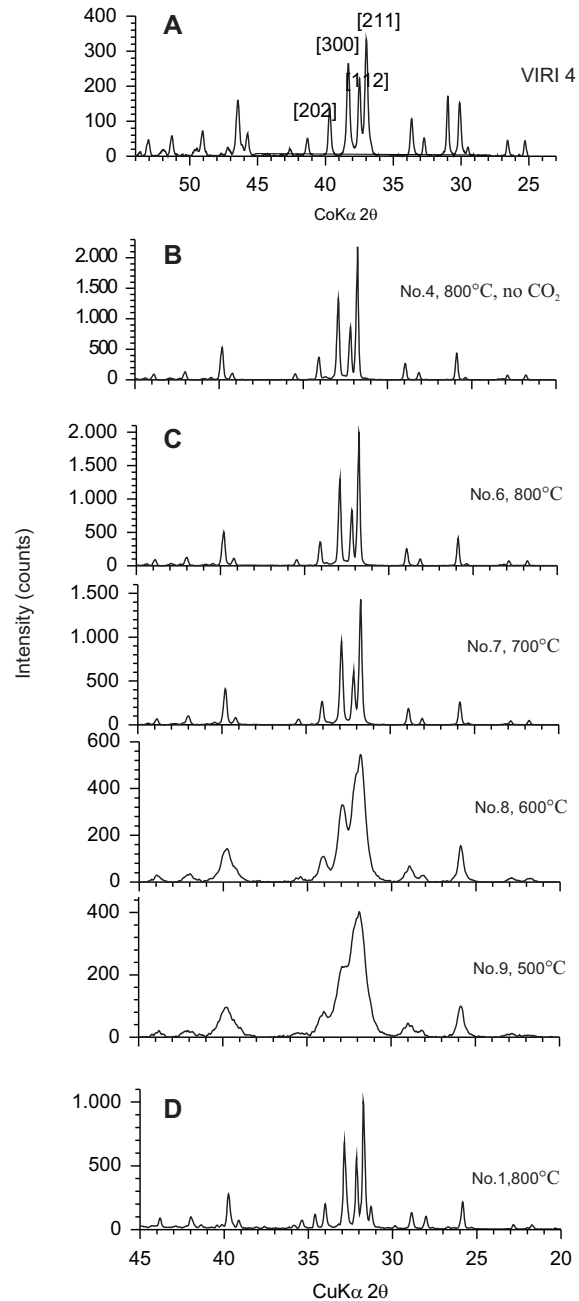 A
VIRI 4
[211]
[300]
[112]
[202]
400
300
200
100
0
50 45 40 35 30 25
CoKα 2θ
B
No.4, 800°C, no CO₂
2.000
1.500
1.000
500
0
C
No.6, 800°C
2.000
1.500
1.000
500
0
Intensity (counts)
No.7, 700°C
1.500
1.000
500
0
No.8, 600°C
600
400
200
0
No.9, 500°C
400
200
0
D
No.1,800°C
1.000
500
0
45 40 35 30 25 20
CuKα 2θ